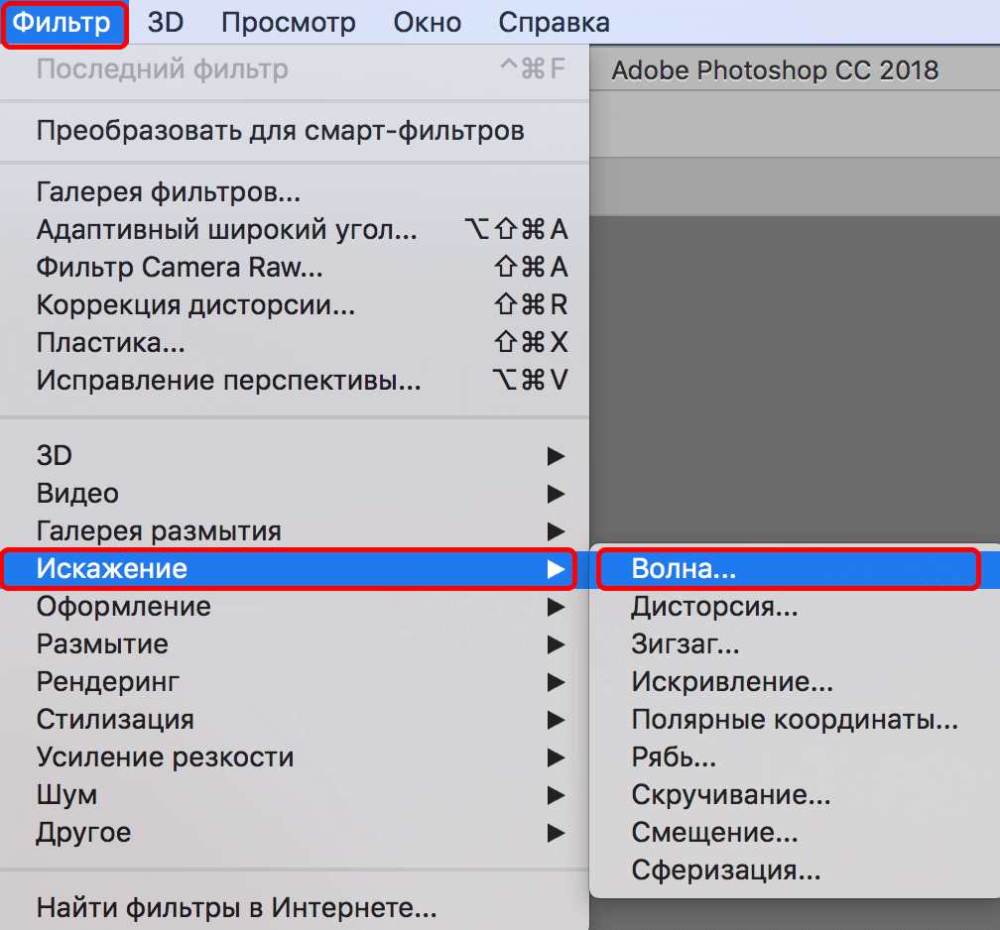 Фильтр 3D Просмотр Окно Справка
Последний фильтр ^⌘F
Adobe Photoshop CC 2018
Преобразовать для смарт-фильтров
Галерея фильтров...
Адаптивный широкий угол... ⌥⇧⌘A
Фильтр Camera Raw... ⇧⌘A
Коррекция дисторсии... ⇧⌘R
Пластика... ⇧⌘X
Исправление перспективы... ⌥⌘V
3D
Видео
Галерея размытия
Искажение
Оформление
Размытие
Рендеринг
Стилизация
Усиление резкости
Шум
Другое
Найти фильтры в Интернете...
Волна...
Дисторсия...
Зигзаг...
Искривление...
Полярные координаты...
Рябь...
Скручивание...
Смещение...
Сферизация...